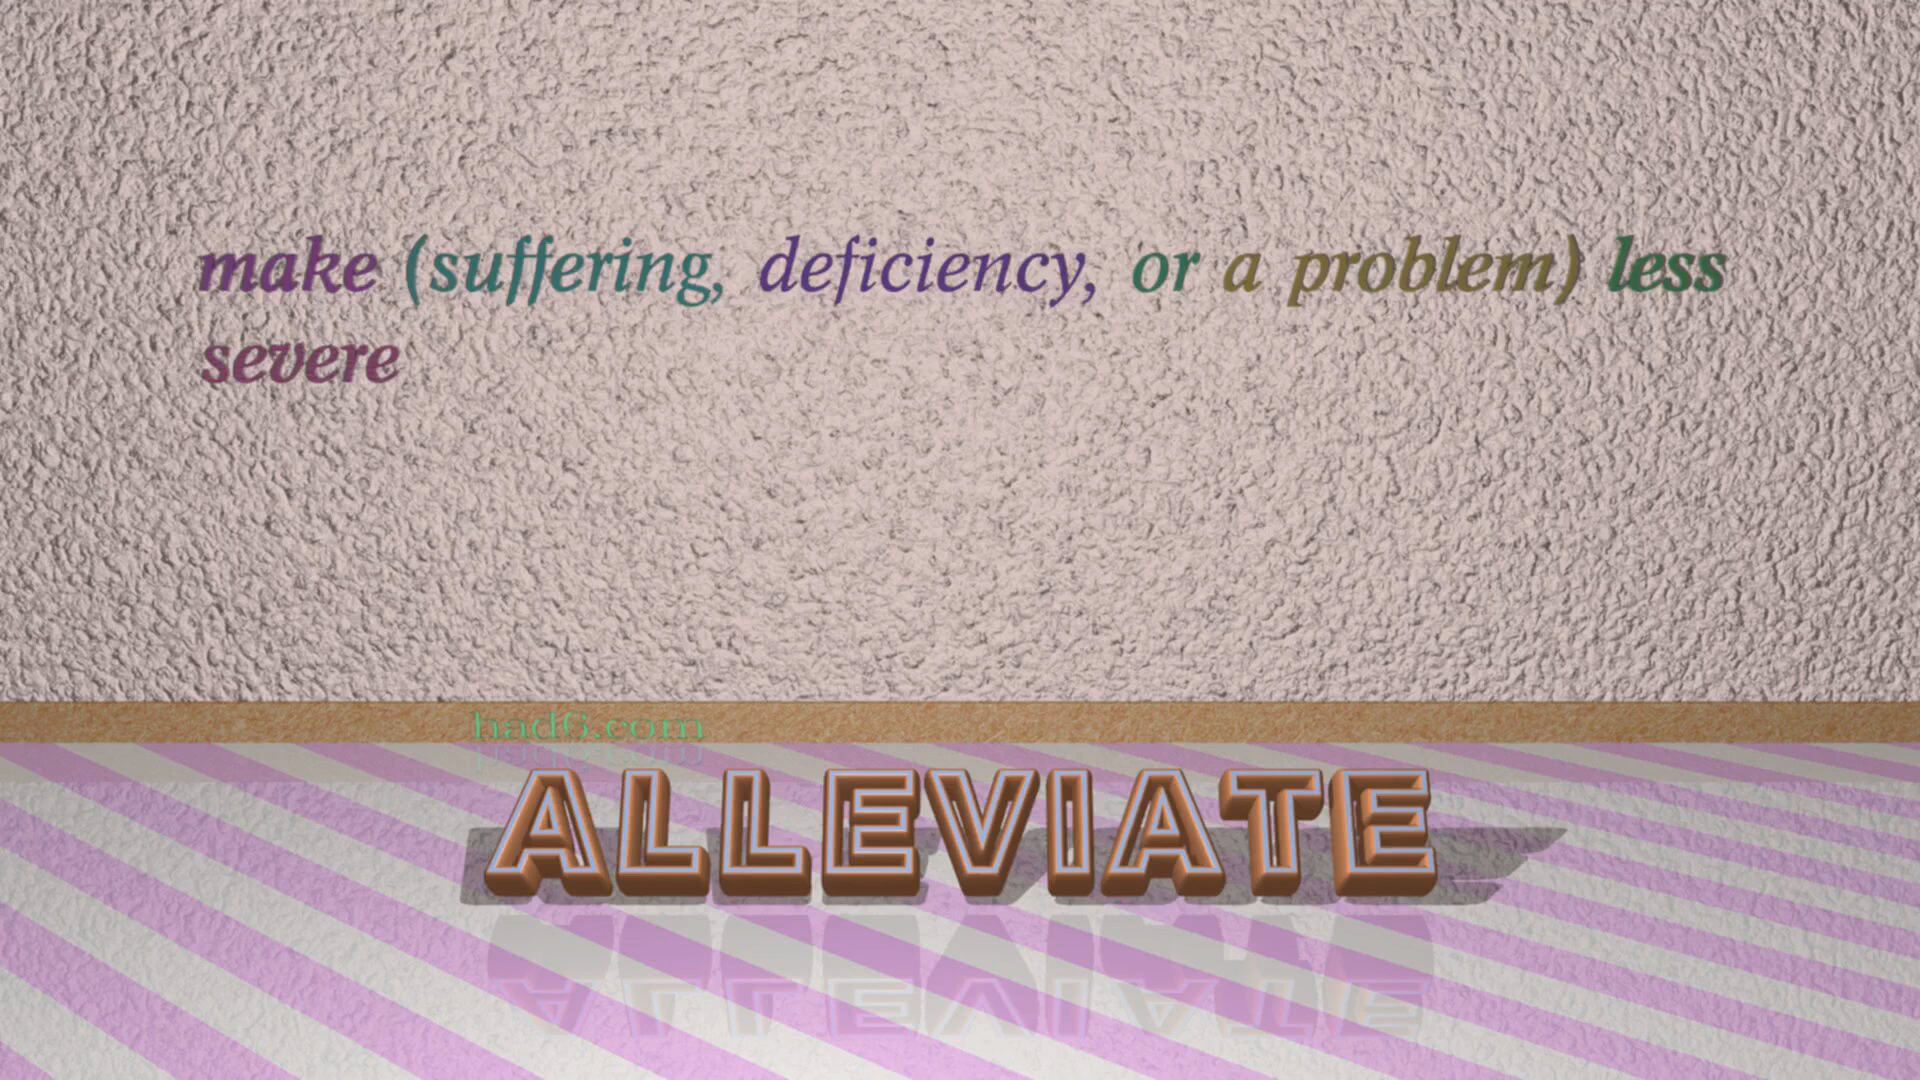 make (suffering, deficiency, or a problem) less
severe
had6.com
ALLEVIATE